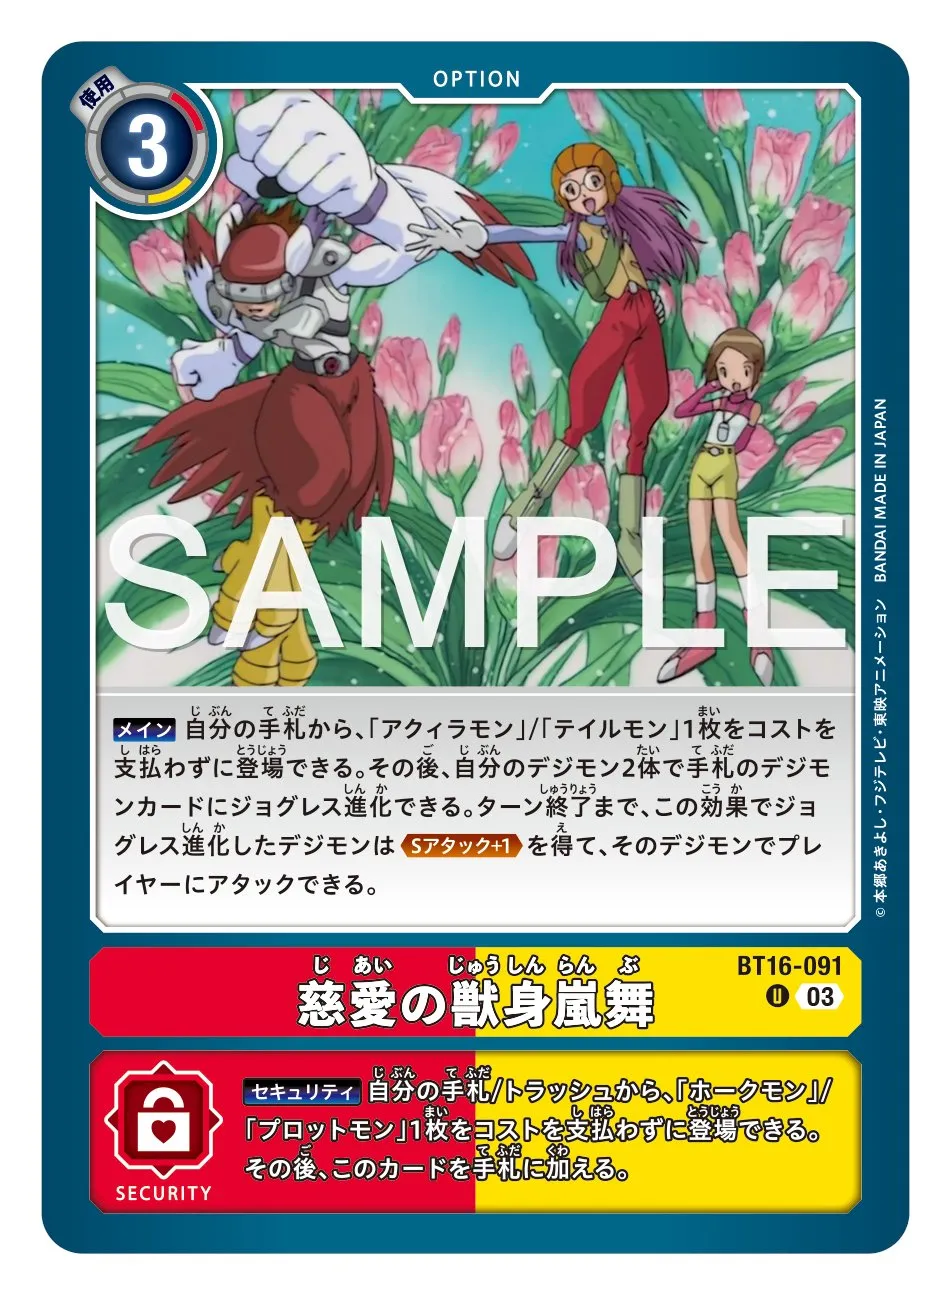 OPTION
使用
3
SAMPLE
メイン 自分の手札から、「アクィラモン」/「テイルモン」1枚をコストを
支払わずに登場できる。その後、自分のデジモン2体で手札のデジモ
ンカードにジョグレス進化できる。ターン終了まで、この効果でジョ
グレス進化したデジモンは Sアタック+1 を得て、そのデジモンでプレ
イヤーにアタックできる。
©本郷あきよし・フジテレビ・東映アニメーション BANDAI MADE IN JAPAN
じあい じゅうしんらんぶ
慈愛の獣身嵐舞
BT16-091
U 03
セキュリティ 自分の手札/トラッシュから、「ホークモン」/
「プロットモン」1枚をコストを支払わずに登場できる。
その後、このカードを手札に加える。
SECURITY